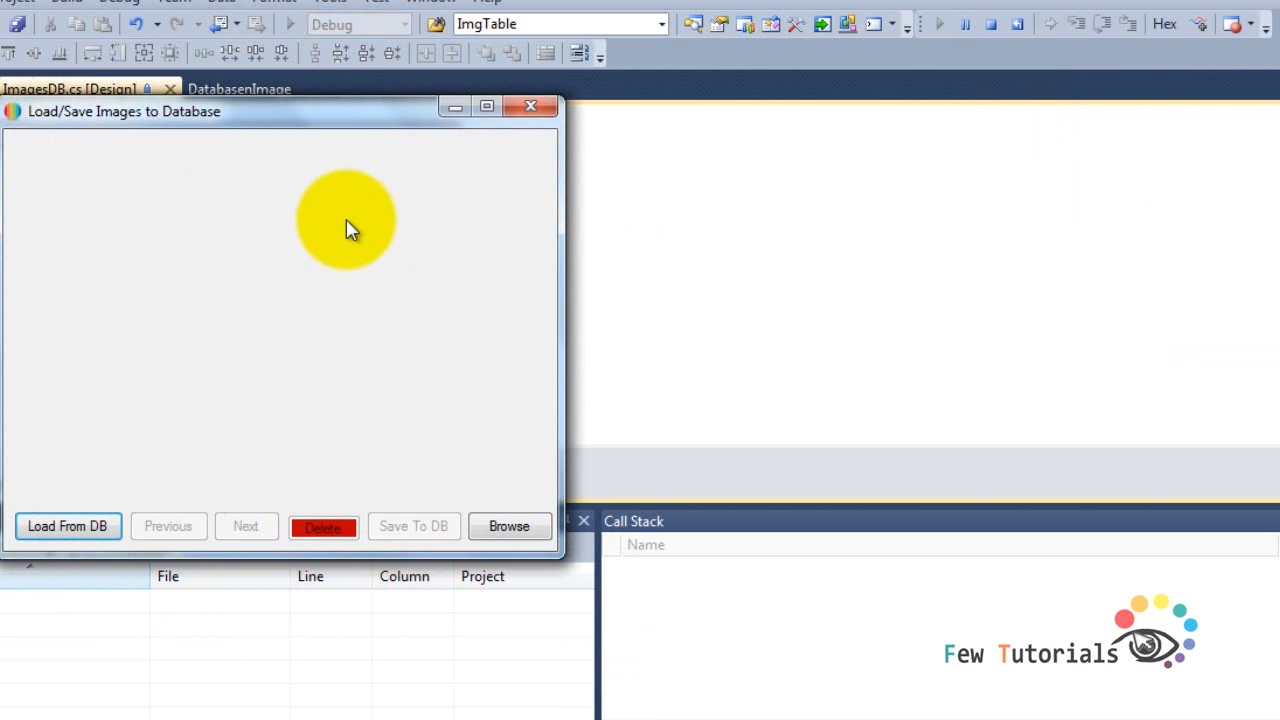 Debug
ImgTable
Hex
ImagesDB.cs [Design]
DatabasenImage
Load/Save Images to Database
Load From DB
Previous
Next
Delete
Save To DB
Browse
Call Stack
Name
File
Line
Column
Project
Few Tutorials